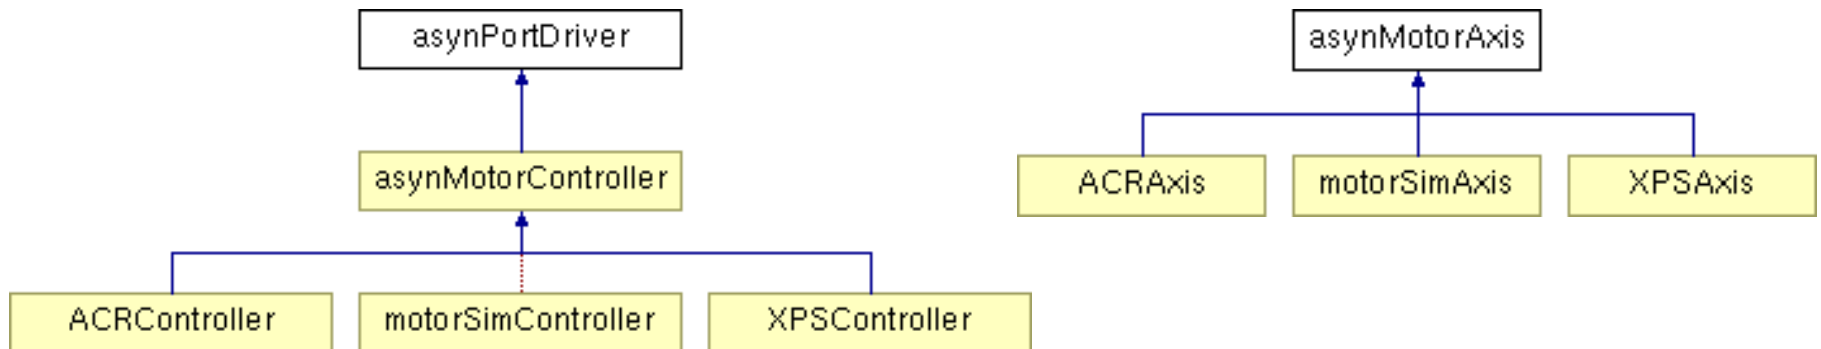 asynPortDriver
asynMotorAxis
asynMotorController
ACRAxis
motorSimAxis
XPSAxis
ACRController
motorSimController
XPSController